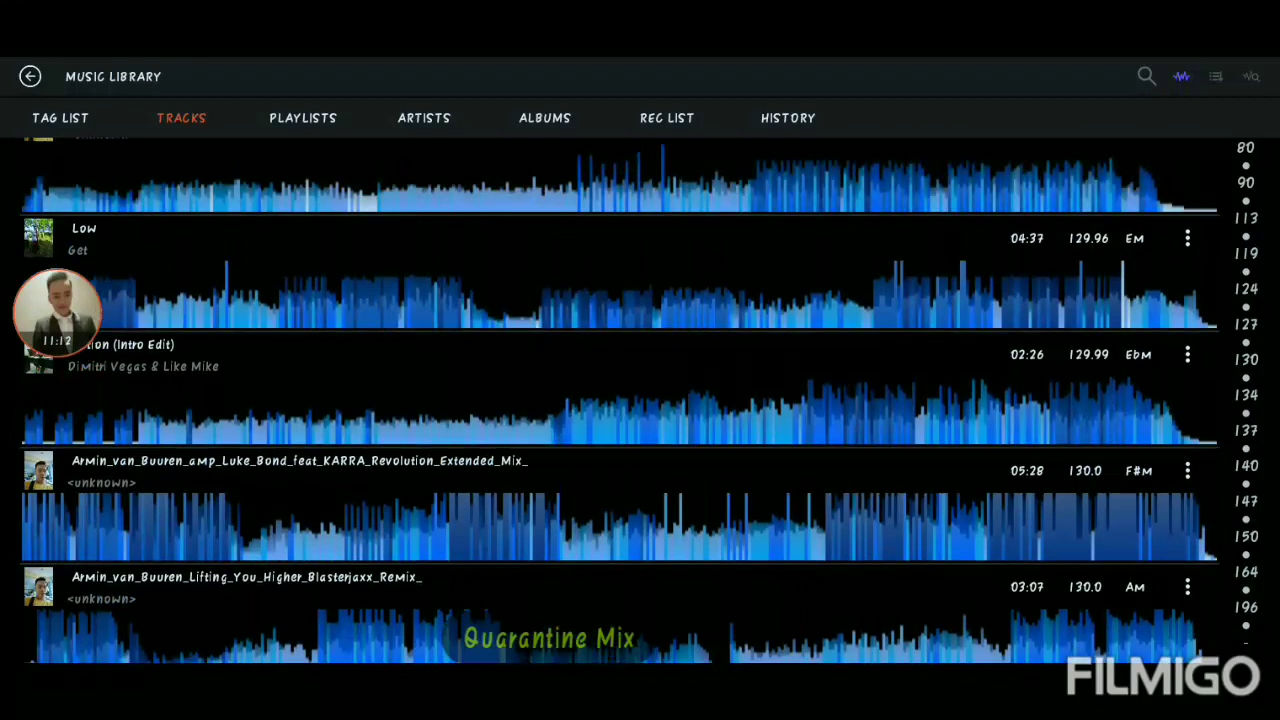 MUSIC LIBRARY
TAG LIST TRACKS PLAYLISTS ARTISTS ALBUMS REC LIST HISTORY
80
90
113
119
124
127
130
134
137
140
147
150
164
196
Low
Get
04:37 129.96 Em
11:12
tion (Intro Edit)
Dimitri Vegas & Like Mike
02:26 129.99 Ebm
Armin_van_Buuren_amp_Luke_Bond_feat_KARRA_Revolution_Extended_Mix_
<unknown>
05:28 130.0 F#m
Armin_van_Buuren_Lifting_You_Higher_Blasterjaxx_Remix_
<unknown>
03:07 130.0 Am
Quarantine Mix
FILMIGO